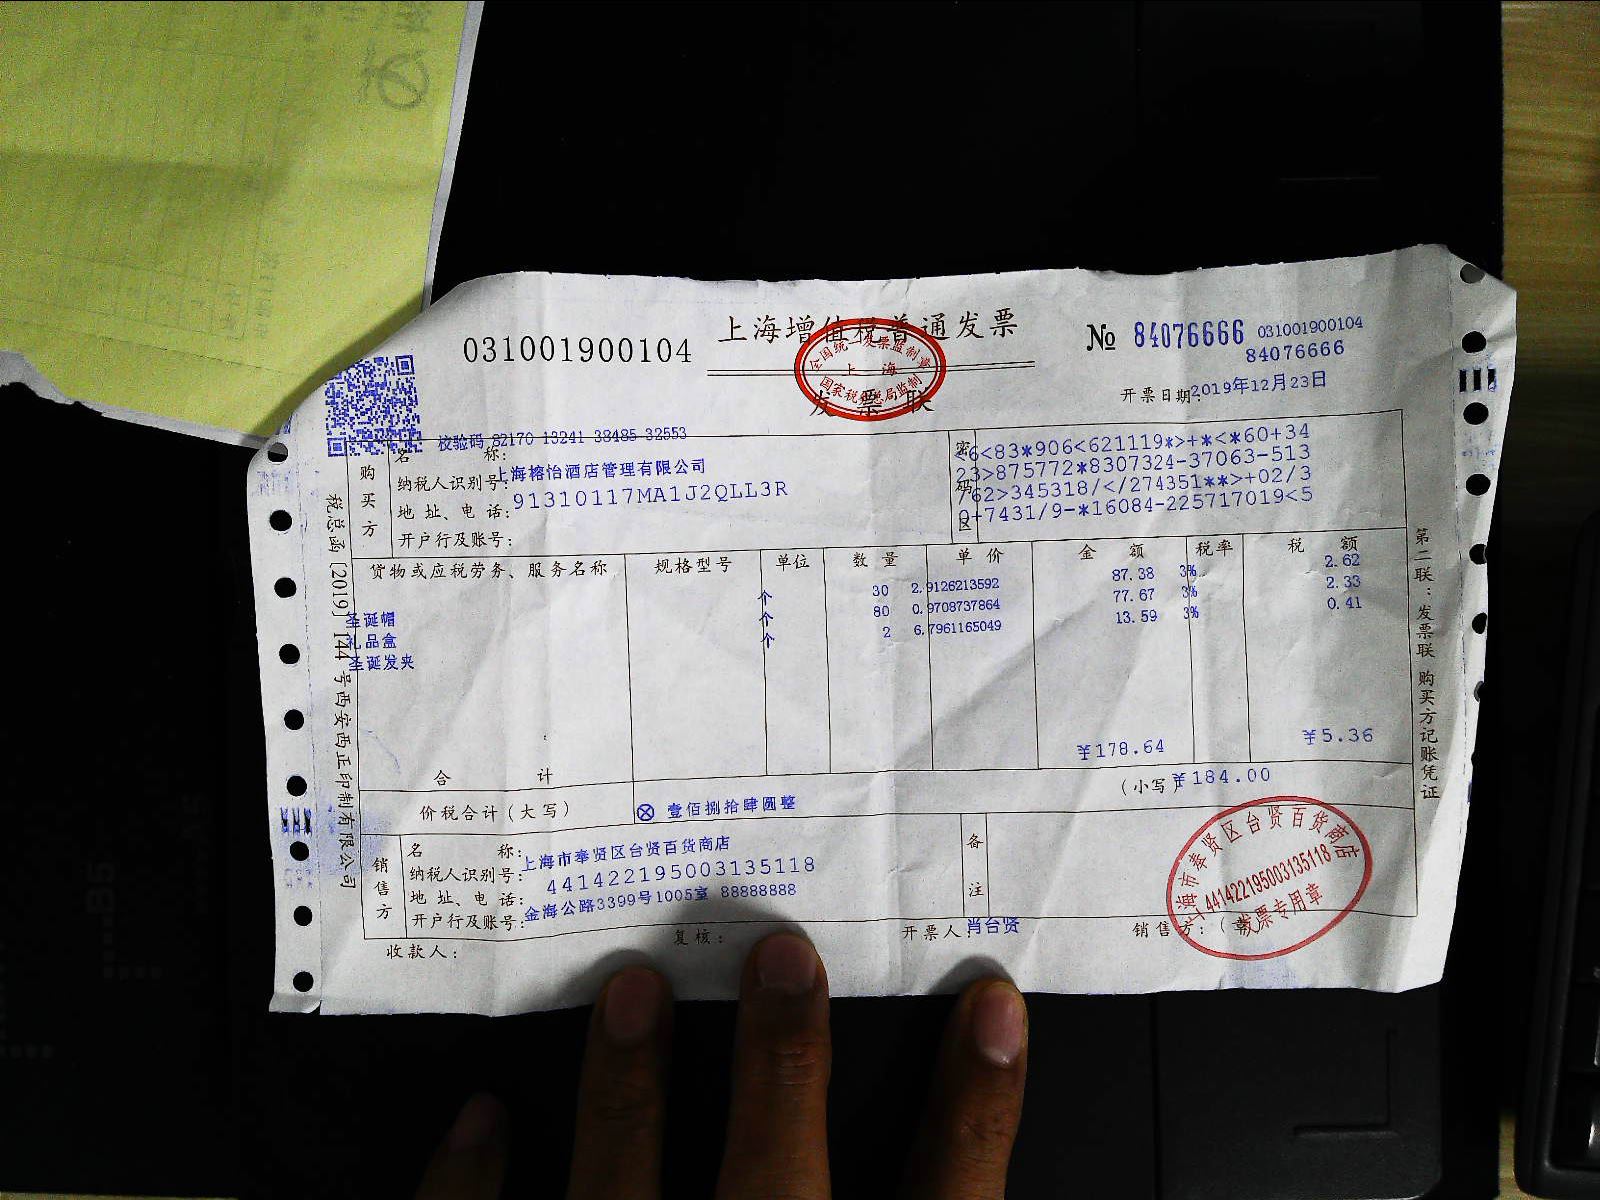 上海增值税普通发票
发票联
全国统一发票监制章
上海
国家税务总局监制
031001900104
№ 84076666
031001900104
84076666
开票日期:2019年12月23日
校验码 82170 13241 38485 32553
购买方
名 称: 上海榕怡酒店管理有限公司
纳税人识别号: 91310117MA1J2QLL3R
地 址、电 话:
开户行及账号:
密码区
<6<83*906<621119*>+*<*60+34
23>875772*8307324-37063-513
/62>345318/</274351**>+02/3
0+7431/9-*16084-225717019<5
货物或应税劳务、服务名称 规格型号 单位 数 量 单 价 金 额 税率 税 额
圣诞帽 个 30 2.9126213592 87.38 3% 2.62
礼品盒 个 80 0.9708737864 77.67 3% 2.33
圣诞发夹 个 2 6.7961165049 13.59 3% 0.41
合 计 ¥178.64 ¥5.36
价税合计(大写) ⊗ 壹佰捌拾肆圆整 (小写)¥184.00
销售方
名 称: 上海市奉贤区台贤百货商店
纳税人识别号: 441422195003135118
地 址、电 话: 金海公路3399号1005室 88888888
开户行及账号:
备注
收款人: 复核: 开票人: 肖台贤 销售方:(章)
上海市奉贤区台贤百货商店
441422195003135118
发票专用章
税总函[2019]144号西安西正印制有限公司
第二联:发票联 购买方记账凭证